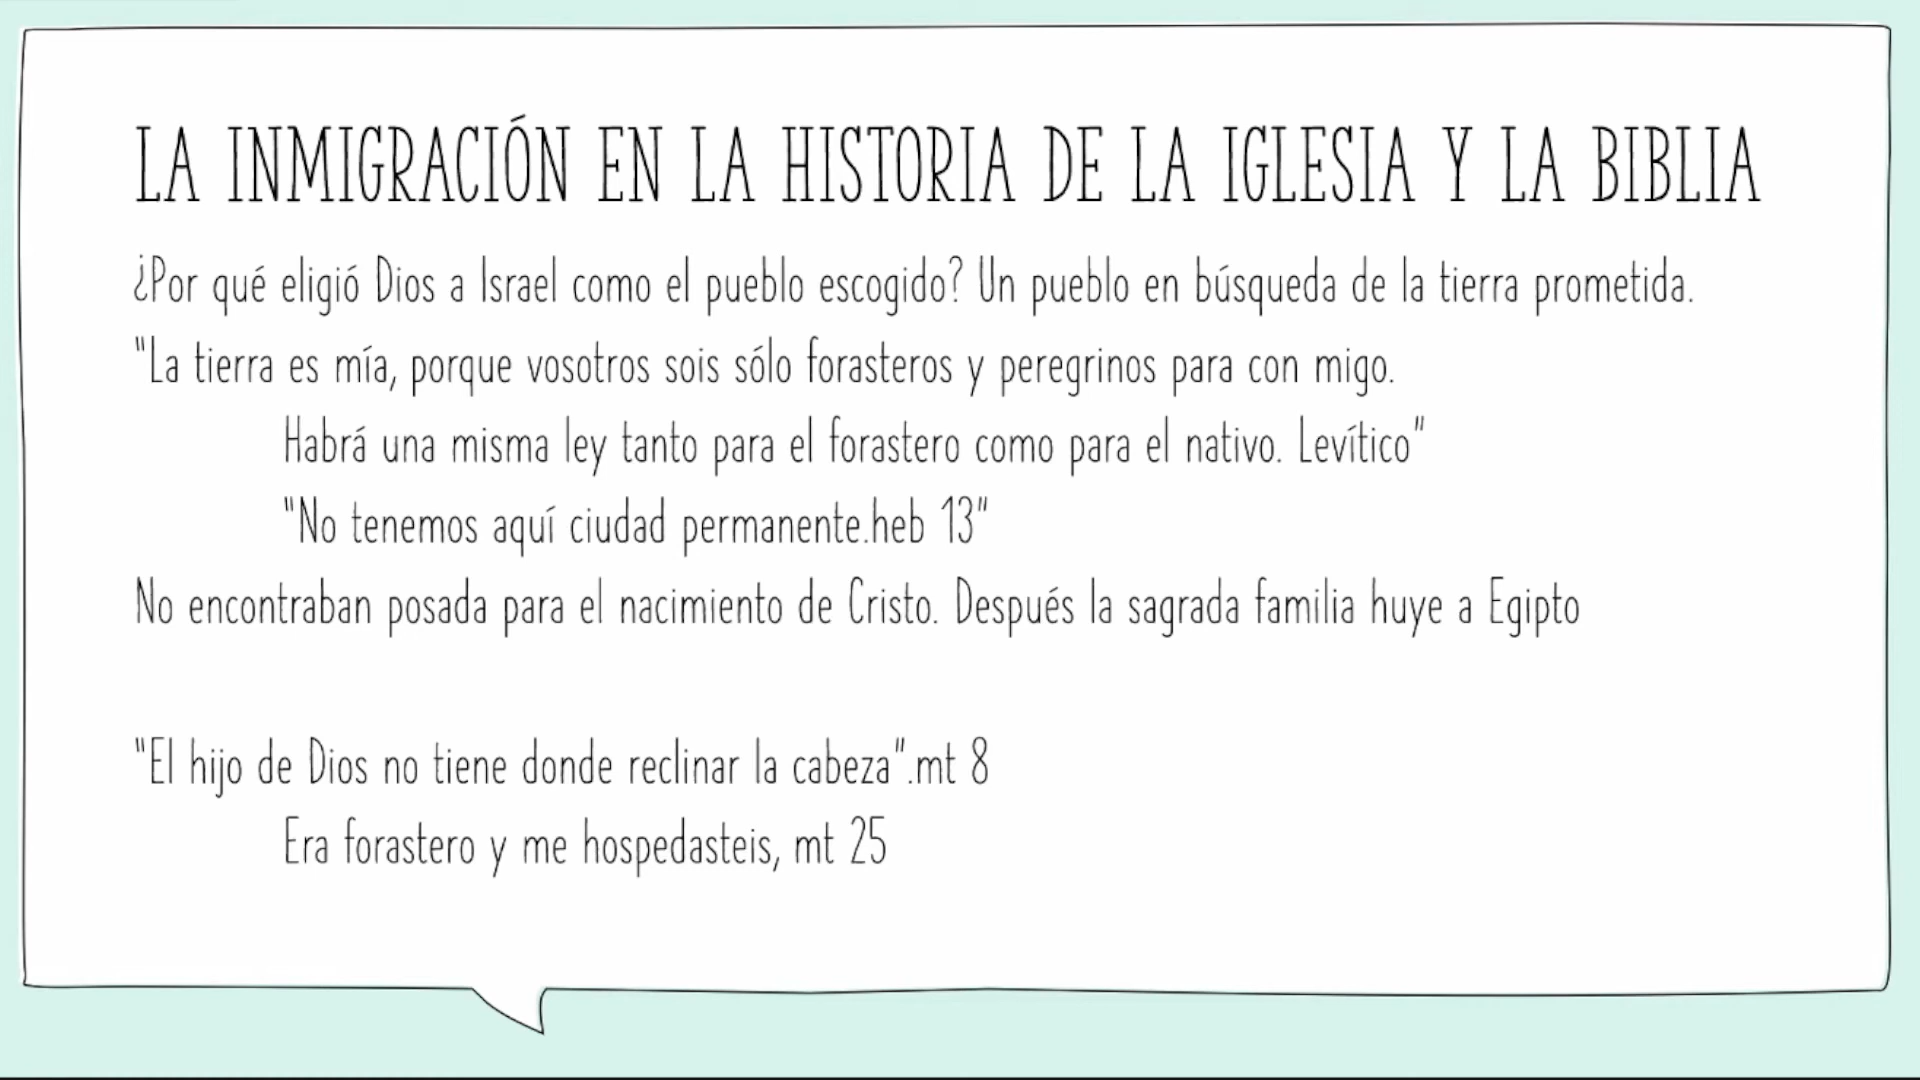 LA INMIGRACIÓN EN LA HISTORIA DE LA IGLESIA Y LA BIBLIA
¿Por qué eligió Dios a Israel como el pueblo escogido? Un pueblo en búsqueda de la tierra prometida.
"La tierra es mía, porque vosotros sois sólo forasteros y peregrinos para con migo.
Habrá una misma ley tanto para el forastero como para el nativo. Levítico"
"No tenemos aquí ciudad permanente.heb 13"
No encontraban posada para el nacimiento de Cristo. Después la sagrada familia huye a Egipto
"El hijo de Dios no tiene donde reclinar la cabeza".mt 8
Era forastero y me hospedasteis, mt 25